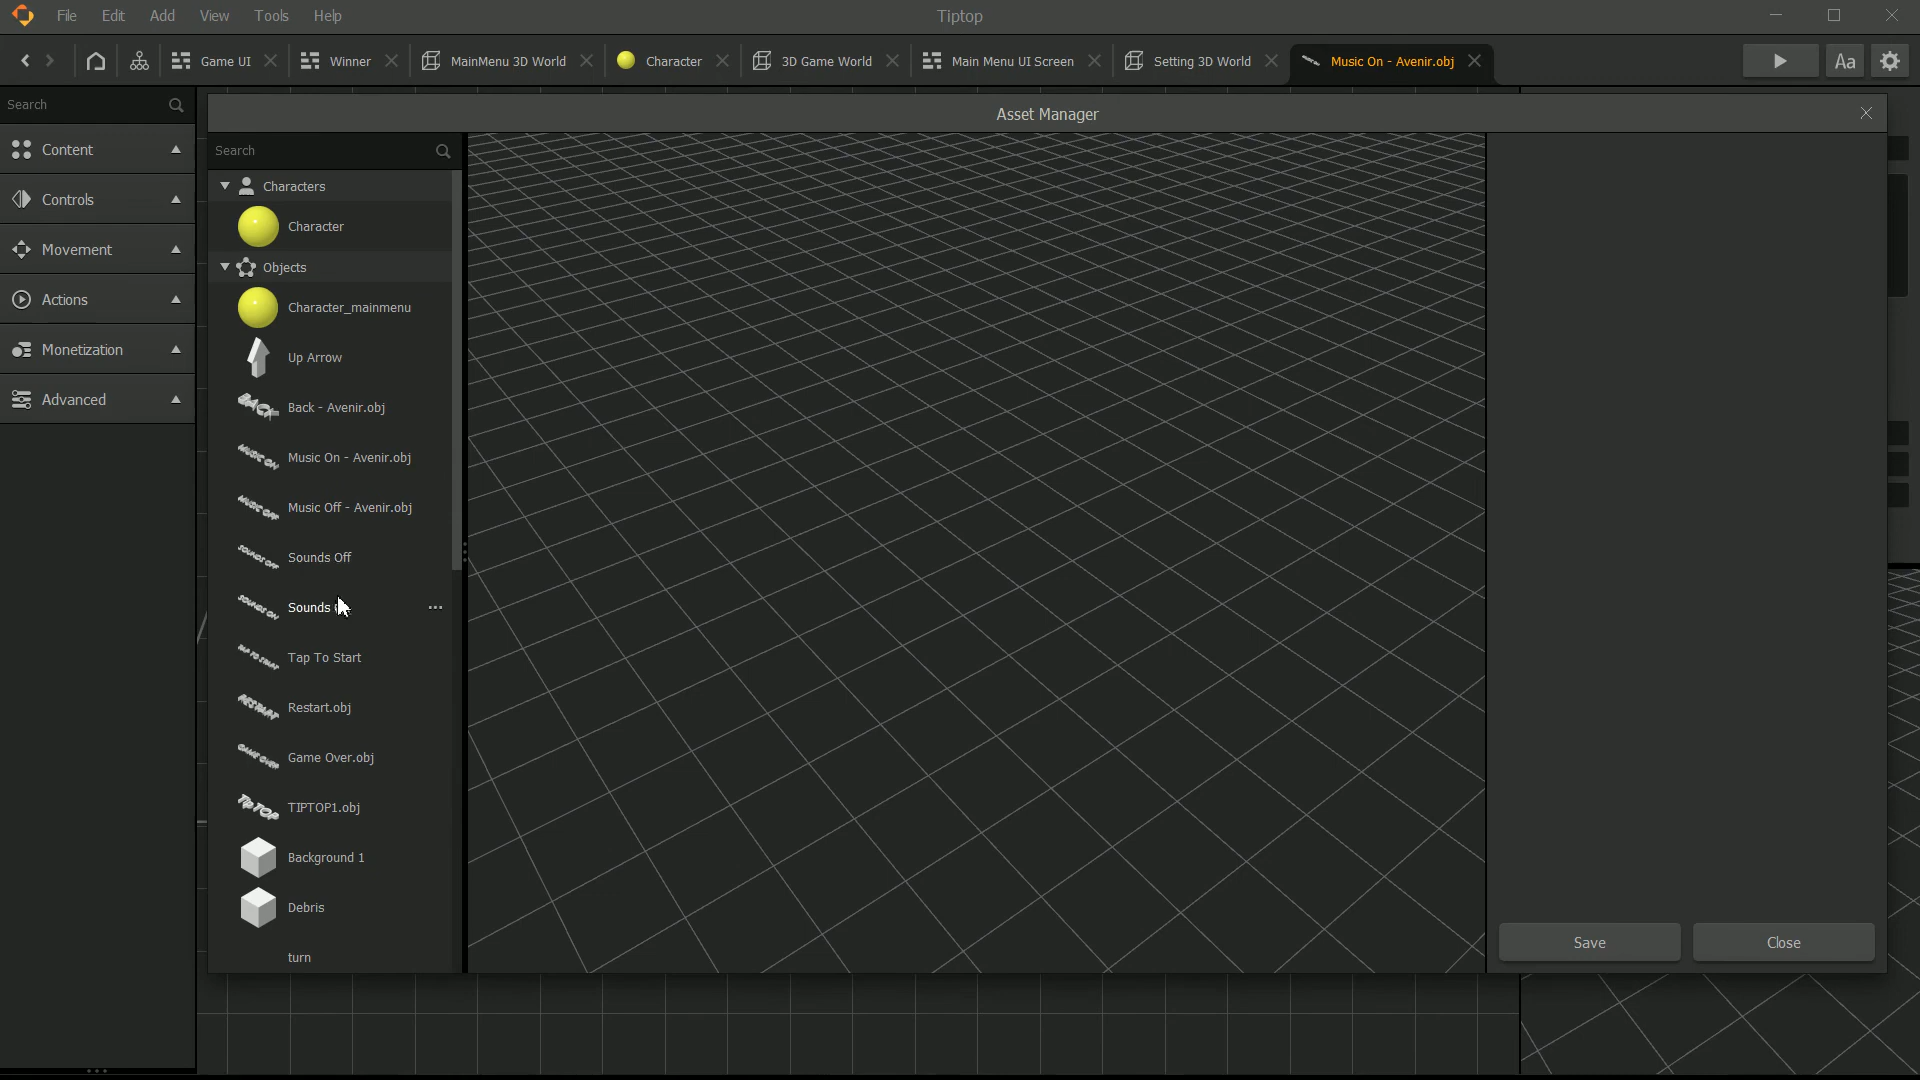 File Edit Add View Tools Help Tiptop
Game UI Winner MainMenu 3D World Character 3D Game World Main Menu UI Screen Setting 3D World Music On - Avenir.obj Aa
Search
Asset Manager
Content
Controls
Movement
Actions
Monetization
Advanced
Search
Characters
Character
Objects
Character_mainmenu
Up Arrow
Back - Avenir.obj
Music On - Avenir.obj
Music Off - Avenir.obj
Sounds Off
Sounds
Tap To Start
Restart.obj
Game Over.obj
TIPTOP1.obj
Background 1
Debris
turn
Save Close